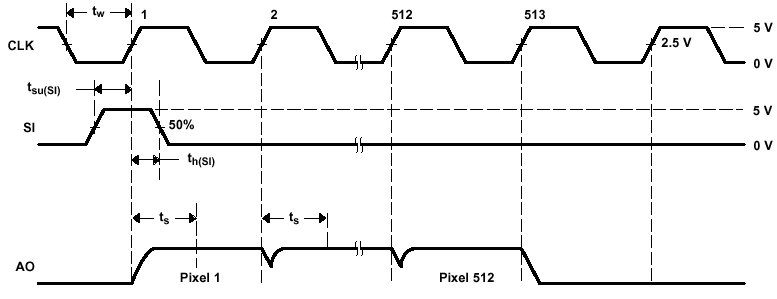 tw
1
2
512
513
5 V
CLK
2.5 V
0 V
tsu(SI)
5 V
SI
50%
0 V
th(SI)
ts
ts
AO
Pixel 1
Pixel 512